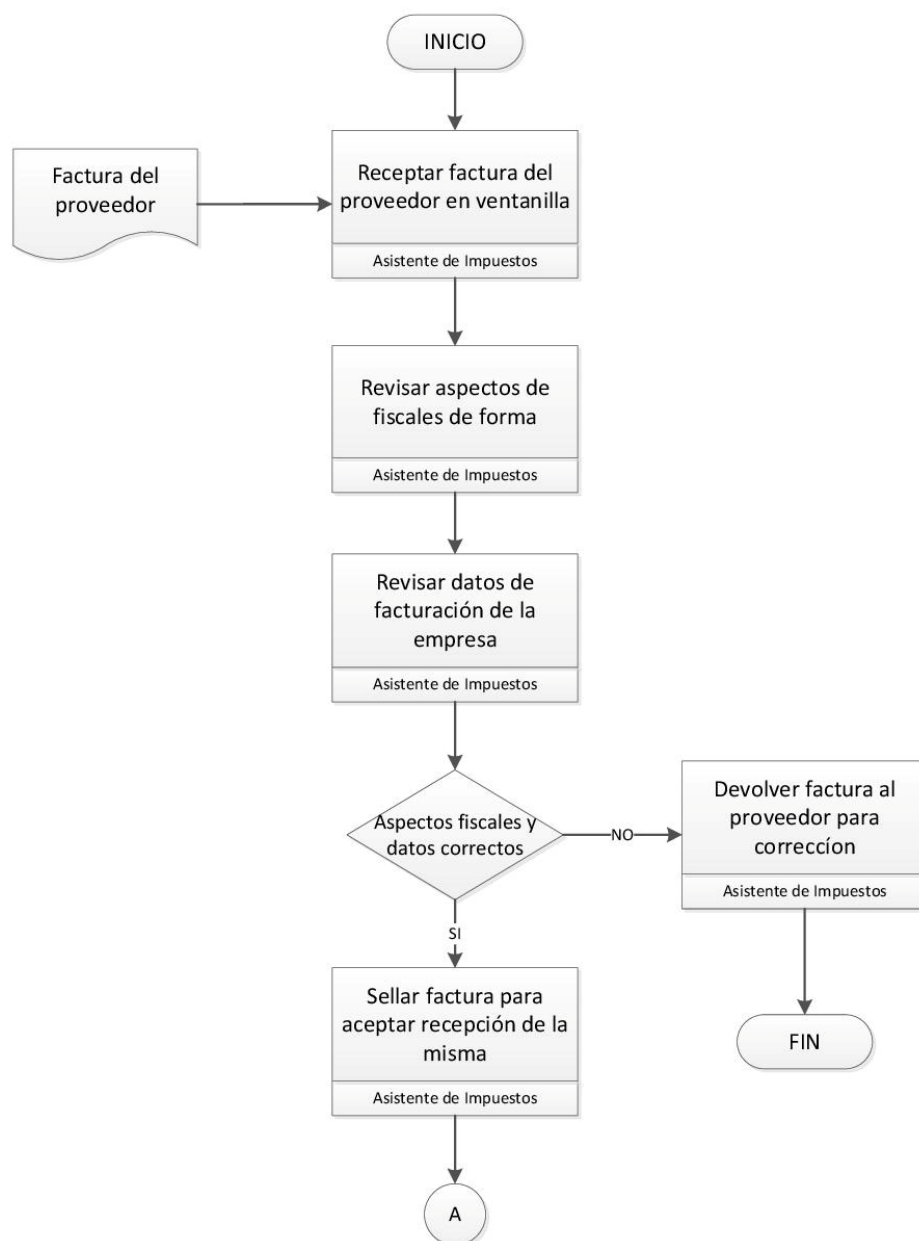 INICIO
Factura del
proveedor
Receptar factura del
proveedor en ventanilla
Asistente de Impuestos
Revisar aspectos de
fiscales de forma
Asistente de Impuestos
Revisar datos de
facturación de la
empresa
Asistente de Impuestos
Aspectos fiscales y
datos correctos
NO
Devolver factura al
proveedor para
correccíon
Asistente de Impuestos
SI
Sellar factura para
aceptar recepción de la
misma
Asistente de Impuestos
FIN
A